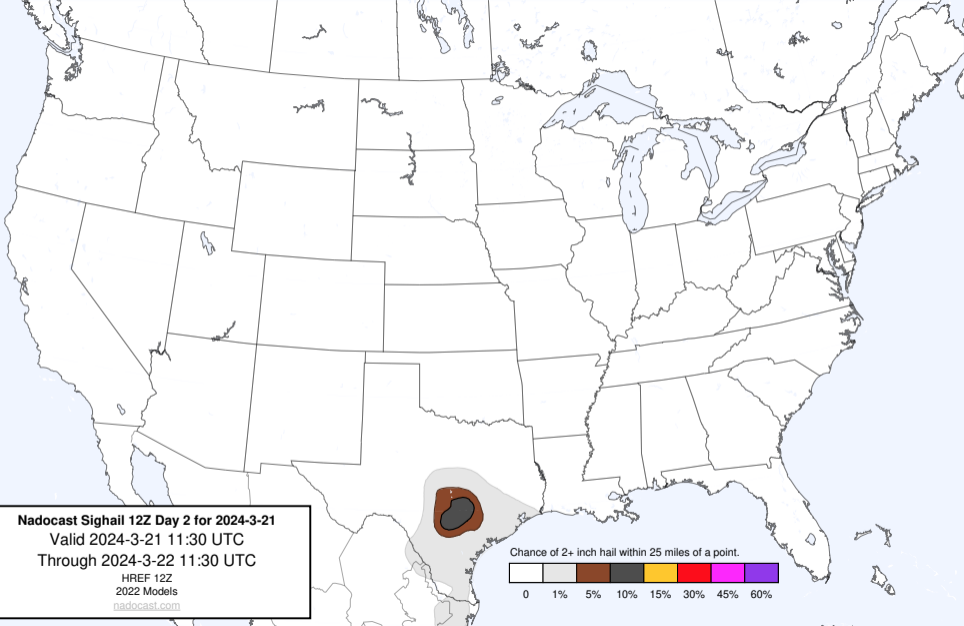 Nadocast Sighail 12Z Day 2 for 2024-3-21
Valid 2024-3-21 11:30 UTC
Through 2024-3-22 11:30 UTC
HREF 12Z
2022 Models
nadocast.com
Chance of 2+ inch hail within 25 miles of a point.
0 1% 5% 10% 15% 30% 45% 60%